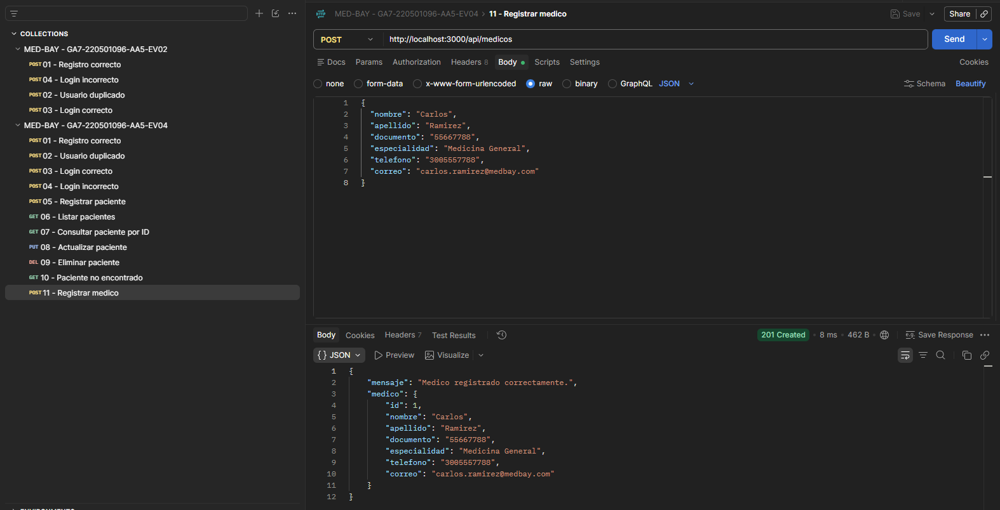 COLLECTIONS
MED-BAY - GA7-220501096-AA5-EV02
POST 01 - Registro correcto
POST 04 - Login incorrecto
POST 02 - Usuario duplicado
POST 03 - Login correcto
MED-BAY - GA7-220501096-AA5-EV04
POST 01 - Registro correcto
POST 02 - Usuario duplicado
POST 03 - Login correcto
POST 04 - Login incorrecto
POST 05 - Registrar paciente
GET 06 - Listar pacientes
GET 07 - Consultar paciente por ID
PUT 08 - Actualizar paciente
DEL 09 - Eliminar paciente
GET 10 - Paciente no encontrado
POST 11 - Registrar medico
HTTP MED-BAY - GA7-220501096-AA5-EV04 > 11 - Registrar medico Save Share
POST http://localhost:3000/api/medicos Send
Docs Params Authorization Headers 8 Body Scripts Settings Cookies
none form-data x-www-form-urlencoded raw binary GraphQL JSON Schema Beautify
1 {
2 "nombre": "Carlos",
3 "apellido": "Ramirez",
4 "documento": "55667788",
5 "especialidad": "Medicina General",
6 "telefono": "3005557788",
7 "correo": "carlos.ramirez@medbay.com"
8 }
Body Cookies Headers 7 Test Results 201 Created 8 ms 462 B e.g. Save Response
{} JSON Preview Visualize
1 {
2 "mensaje": "Medico registrado correctamente.",
3 "medico": {
4 "id": 1,
5 "nombre": "Carlos",
6 "apellido": "Ramirez",
7 "documento": "55667788",
8 "especialidad": "Medicina General",
9 "telefono": "3005557788",
10 "correo": "carlos.ramirez@medbay.com"
11 }
12 }